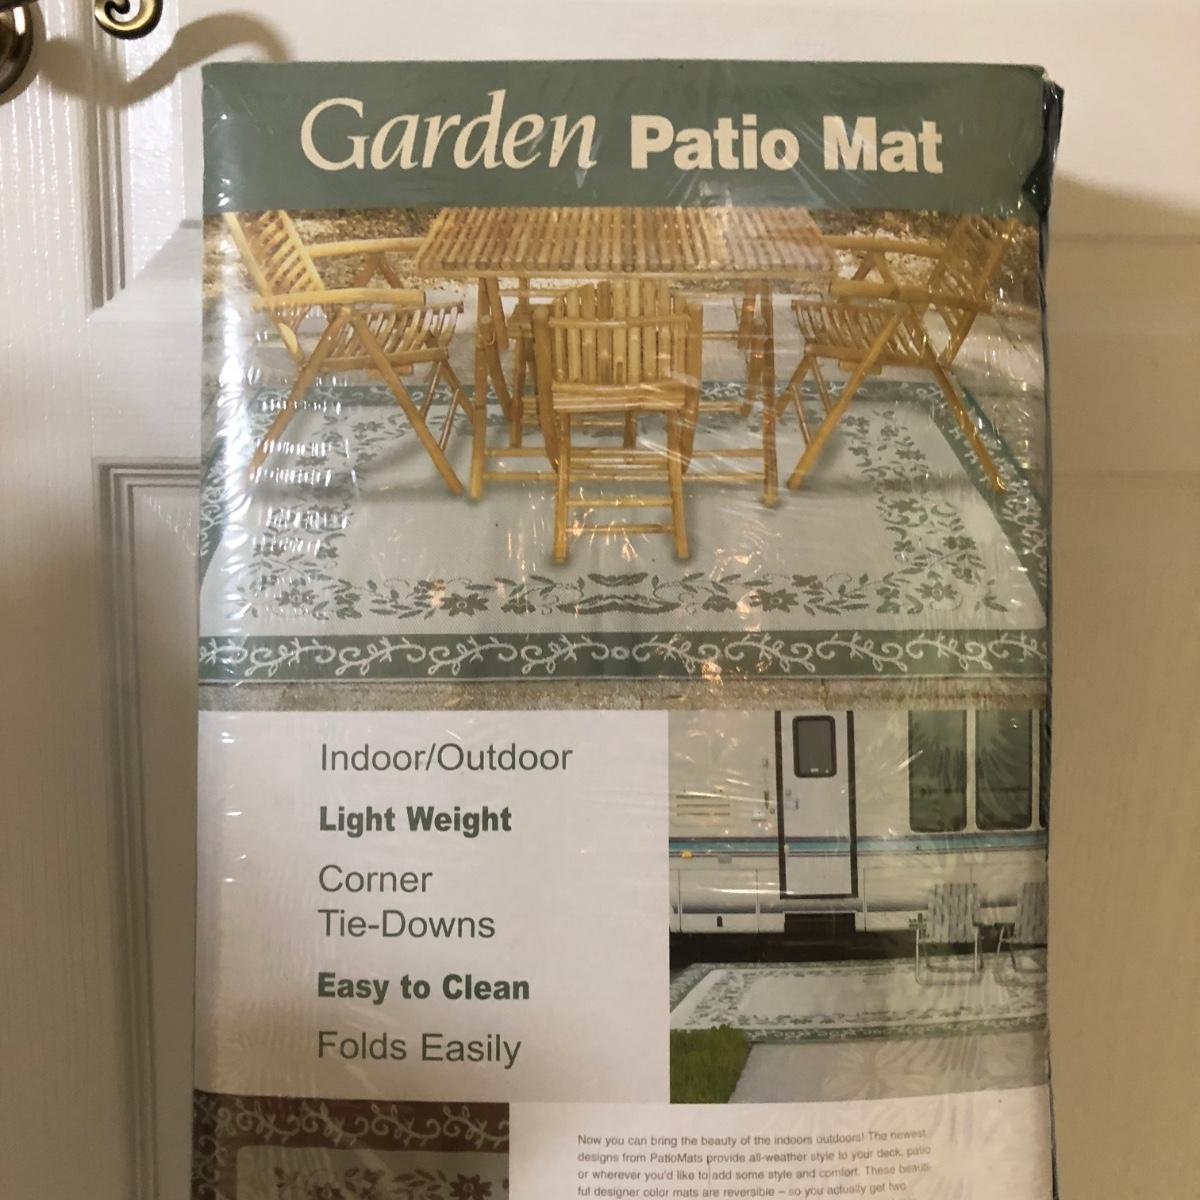 Garden Patio Mat
Indoor/Outdoor
Light Weight
Corner
Tie-Downs
Easy to Clean
Folds Easily
Now you can bring the beauty of the indoors outdoors! The newest
designs from PatioMats provide all-weather style to your deck, patio
or wherever you'd like to add some style and comfort. These beauti-
ful designer color mats are reversible – so you actually get two